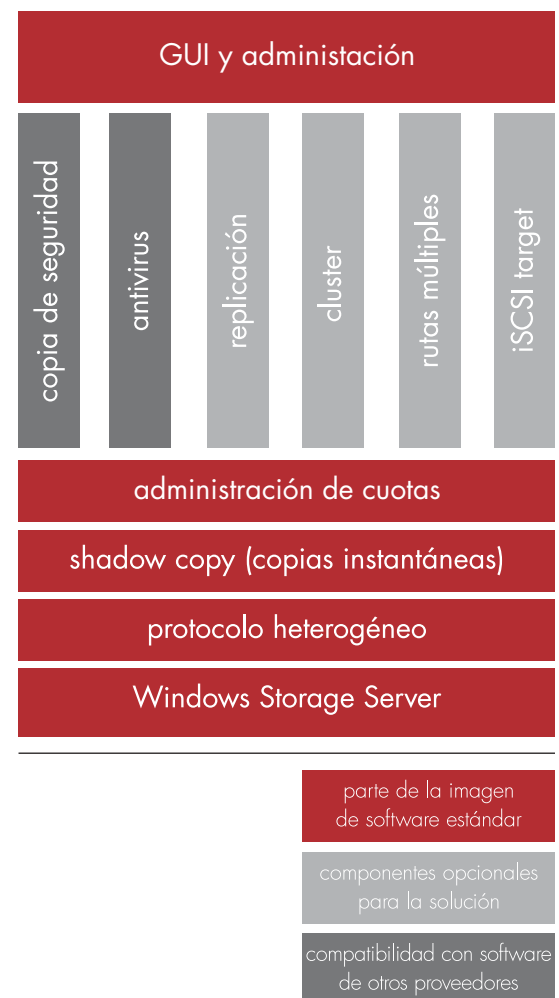 GUI y administación
copia de seguridad
antivirus
replicación
cluster
rutas múltiples
iSCSI target
administración de cuotas
shadow copy (copias instantáneas)
protocolo heterogéneo
Windows Storage Server
parte de la imagen
de software estándar
componentes opcionales
para la solución
compatibilidad con software
de otros proveedores